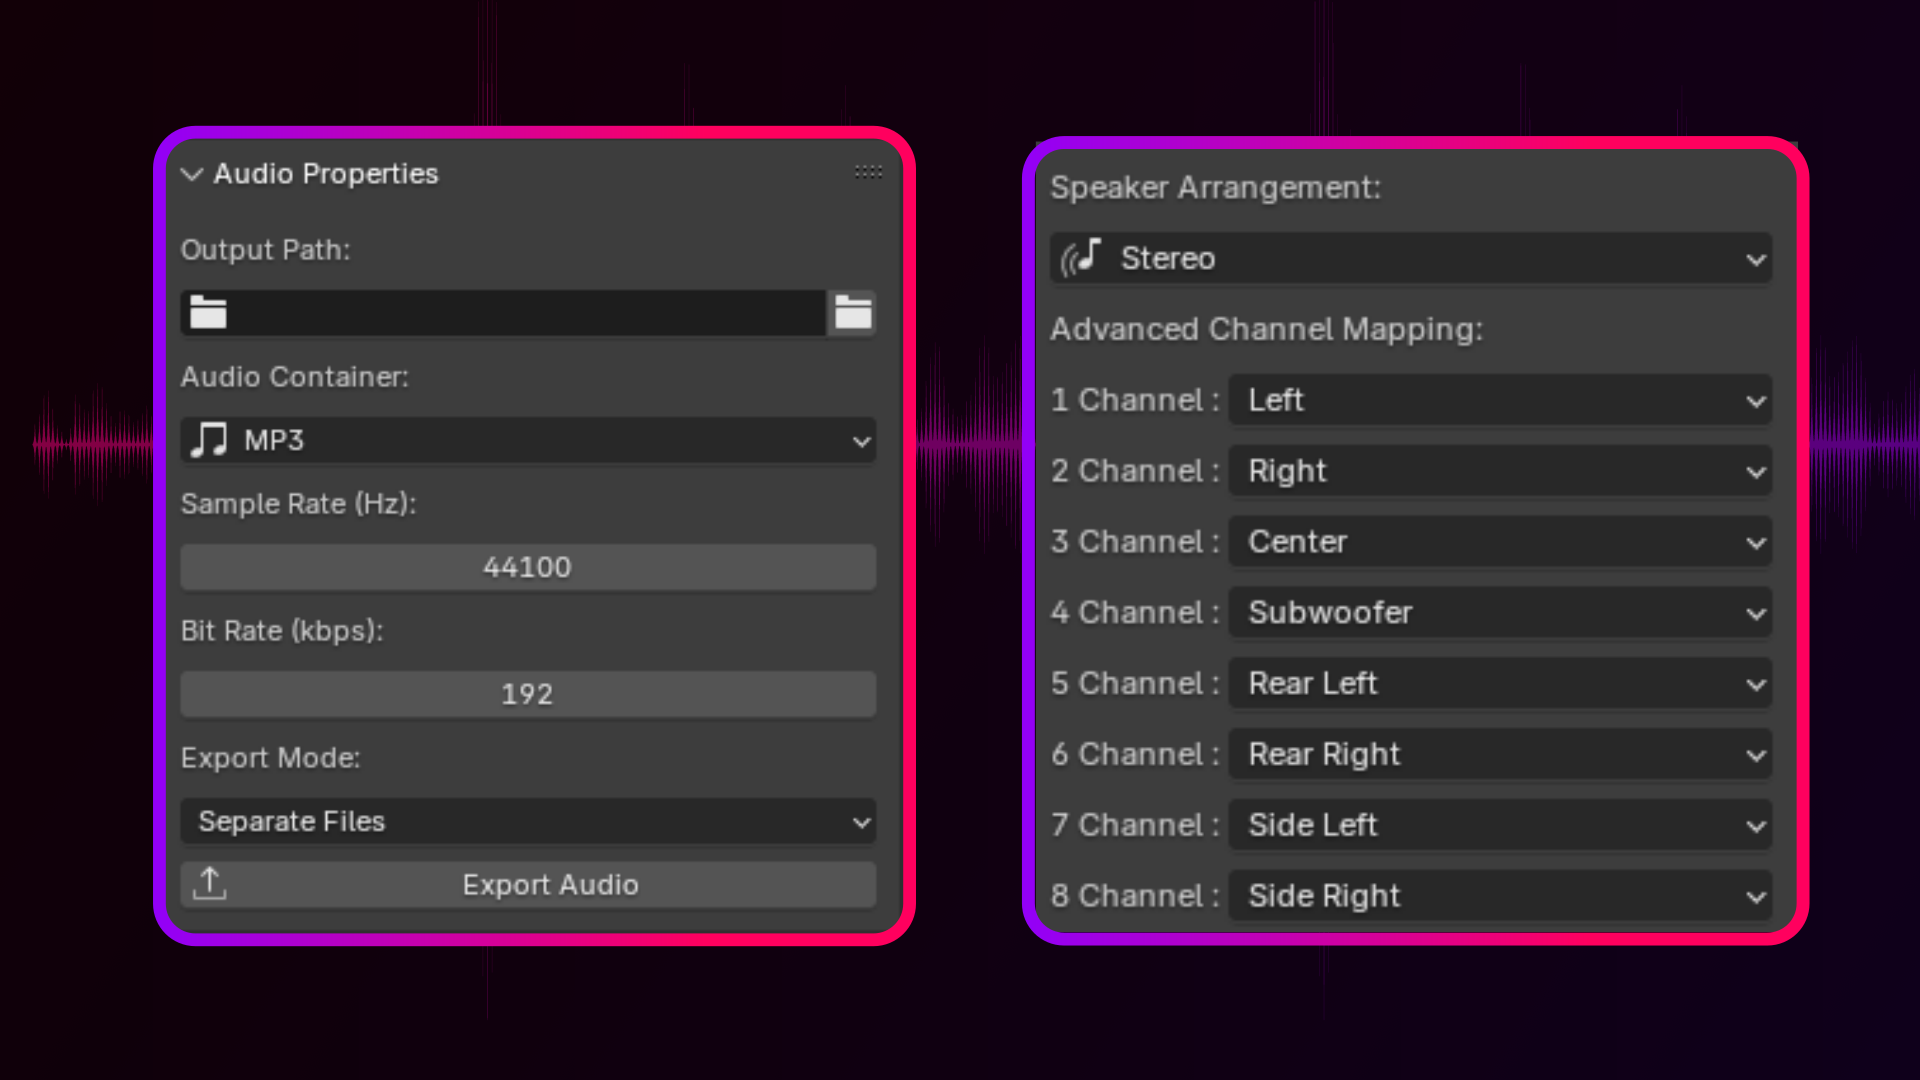 Audio Properties
Output Path:
Audio Container:
MP3
Sample Rate (Hz):
44100
Bit Rate (kbps):
192
Export Mode:
Separate Files
Export Audio
Speaker Arrangement:
Stereo
Advanced Channel Mapping:
1 Channel : Left
2 Channel : Right
3 Channel : Center
4 Channel : Subwoofer
5 Channel : Rear Left
6 Channel : Rear Right
7 Channel : Side Left
8 Channel : Side Right